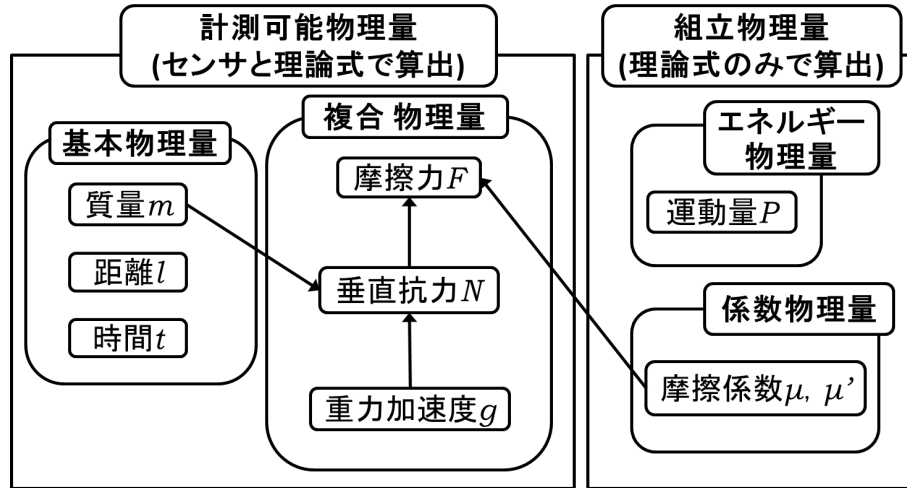 計測可能物理量
(センサと理論式で算出)
組立物理量
(理論式のみで算出)
基本物理量
質量m
距離l
時間t
複合 物理量
摩擦力F
垂直抗力N
重力加速度g
エネルギー
物理量
運動量P
係数物理量
摩擦係数μ, μ’